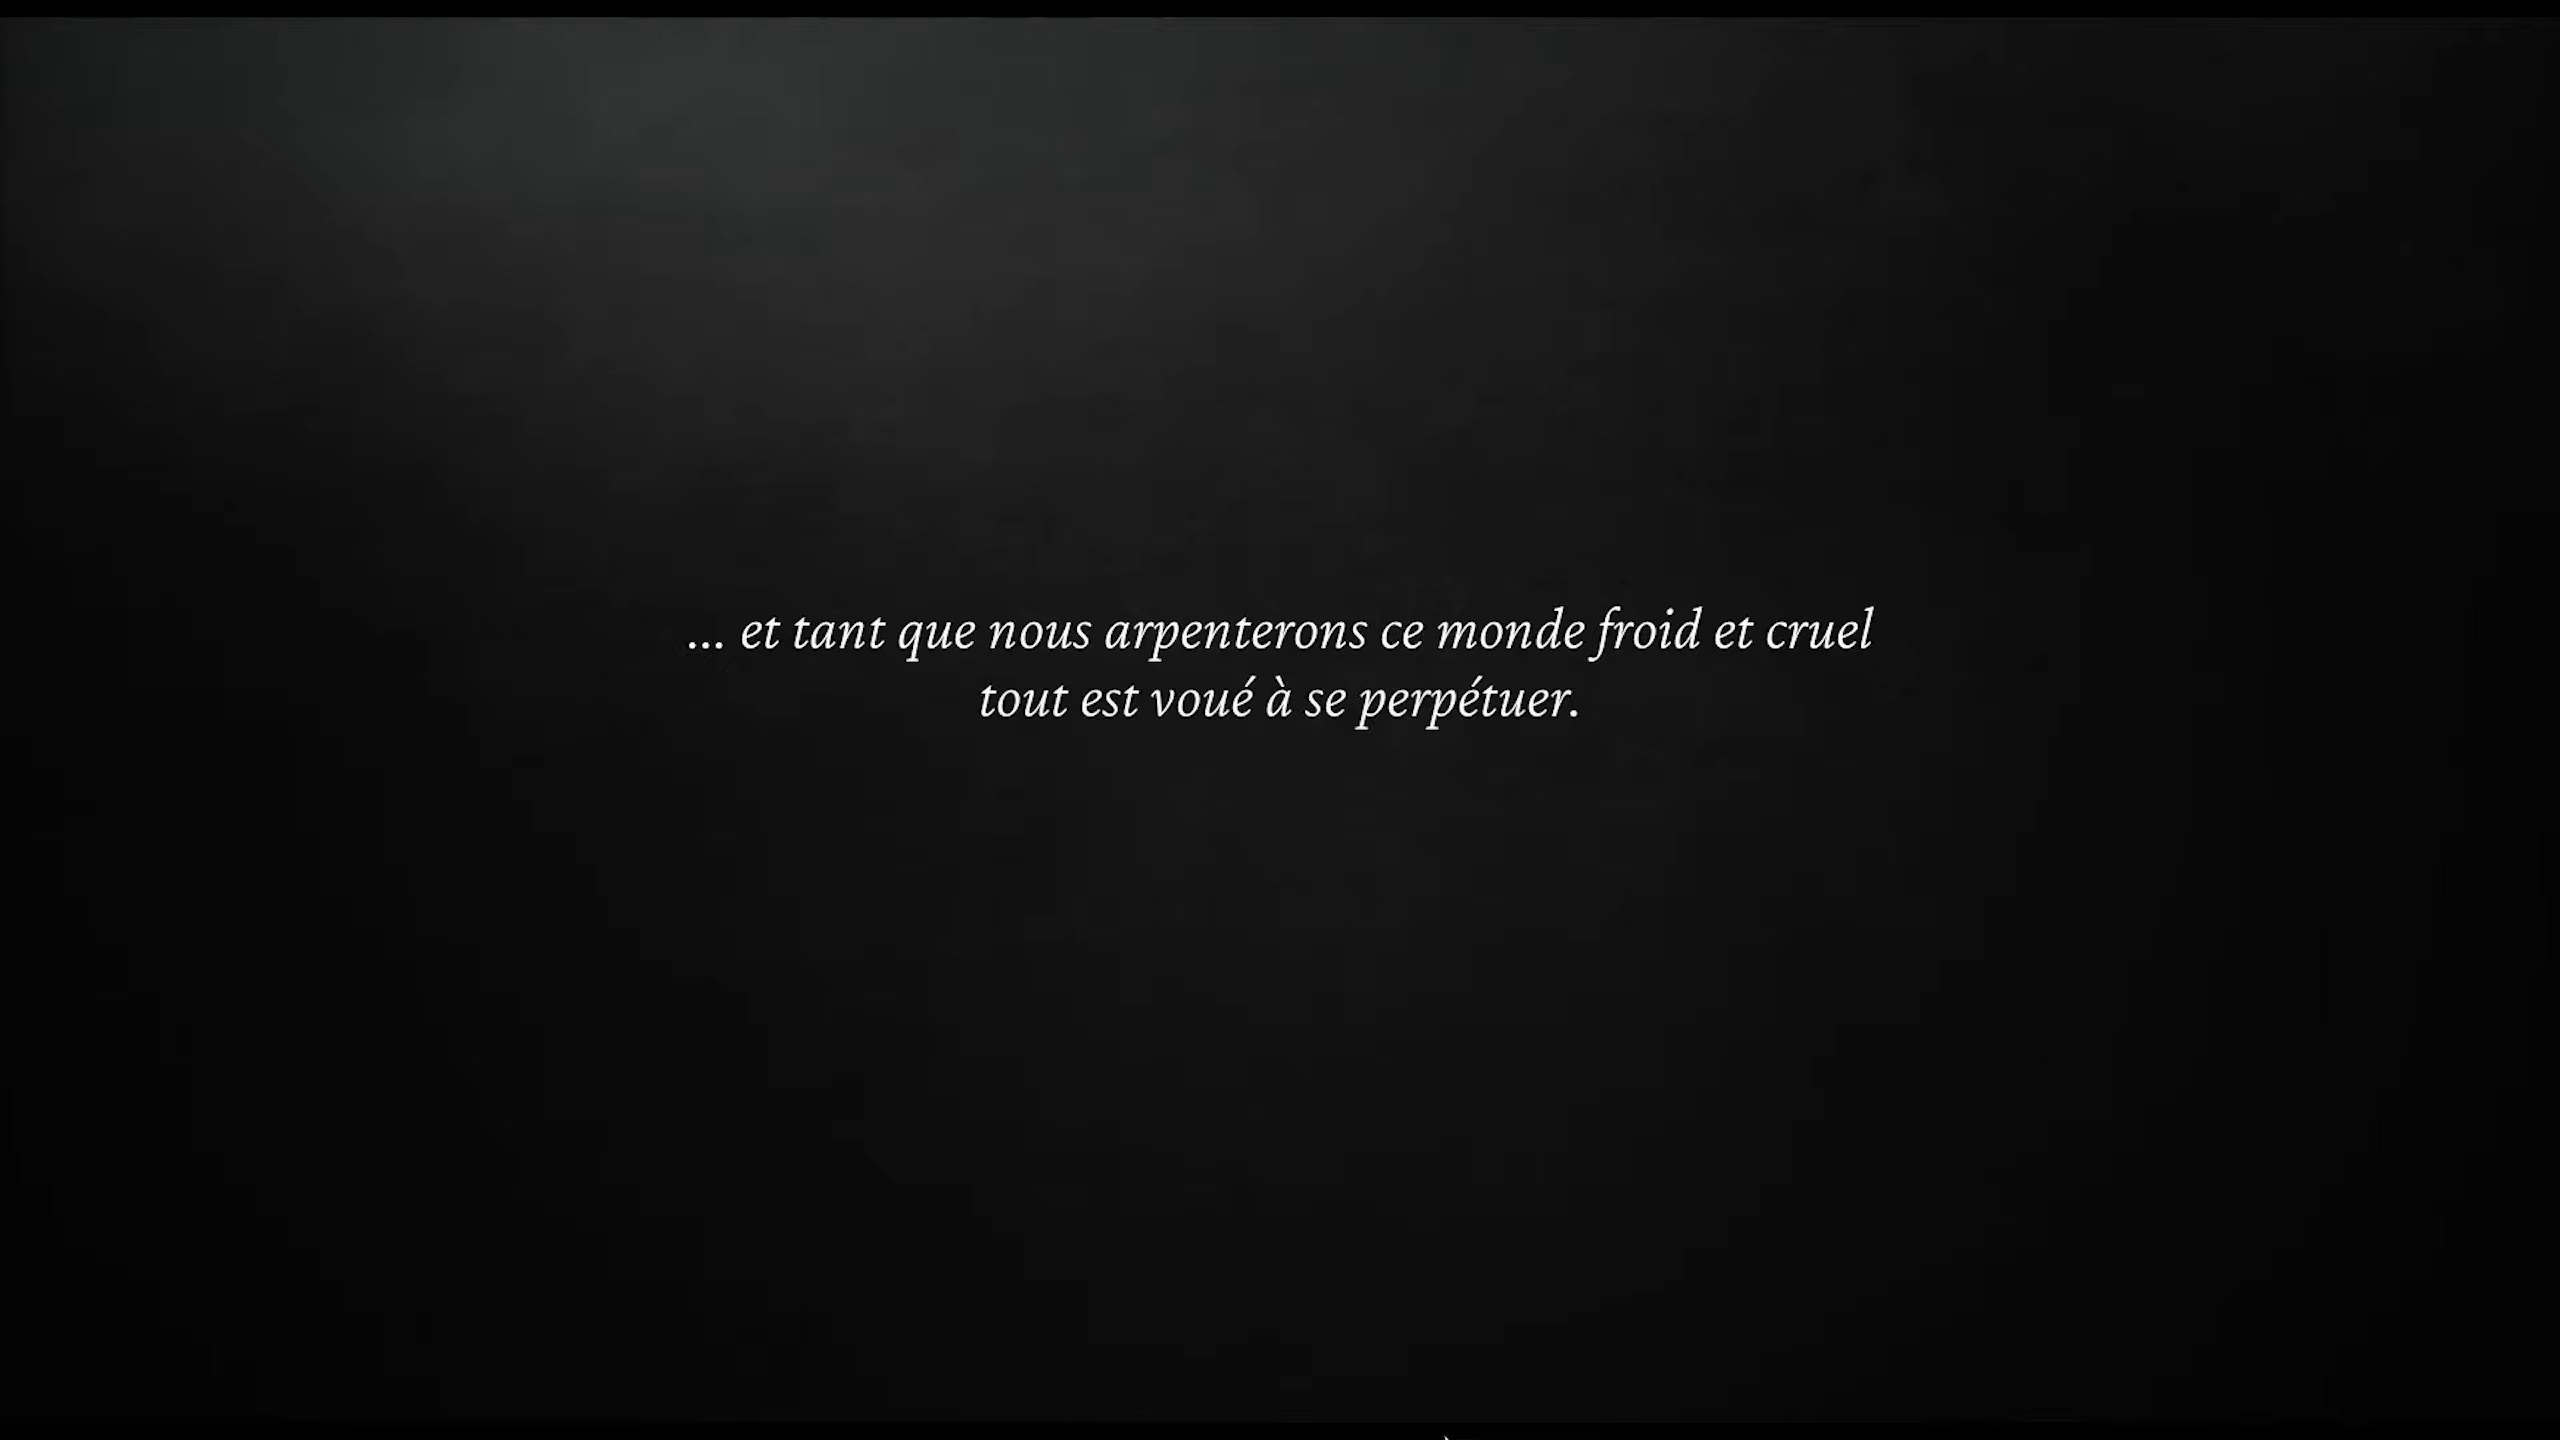 ... et tant que nous arpenterons ce monde froid et cruel
tout est voué à se perpétuer.